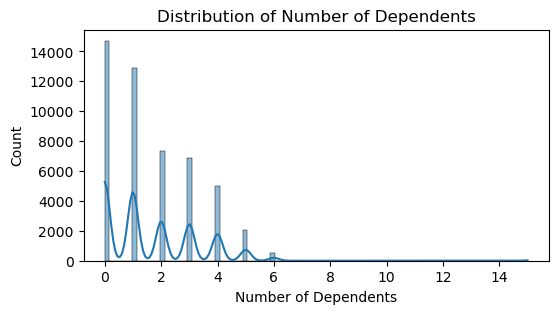 Distribution of Number of Dependents
14000
12000
10000
8000
6000
4000
2000
0
Count
0 2 4 6 8 10 12 14
Number of Dependents